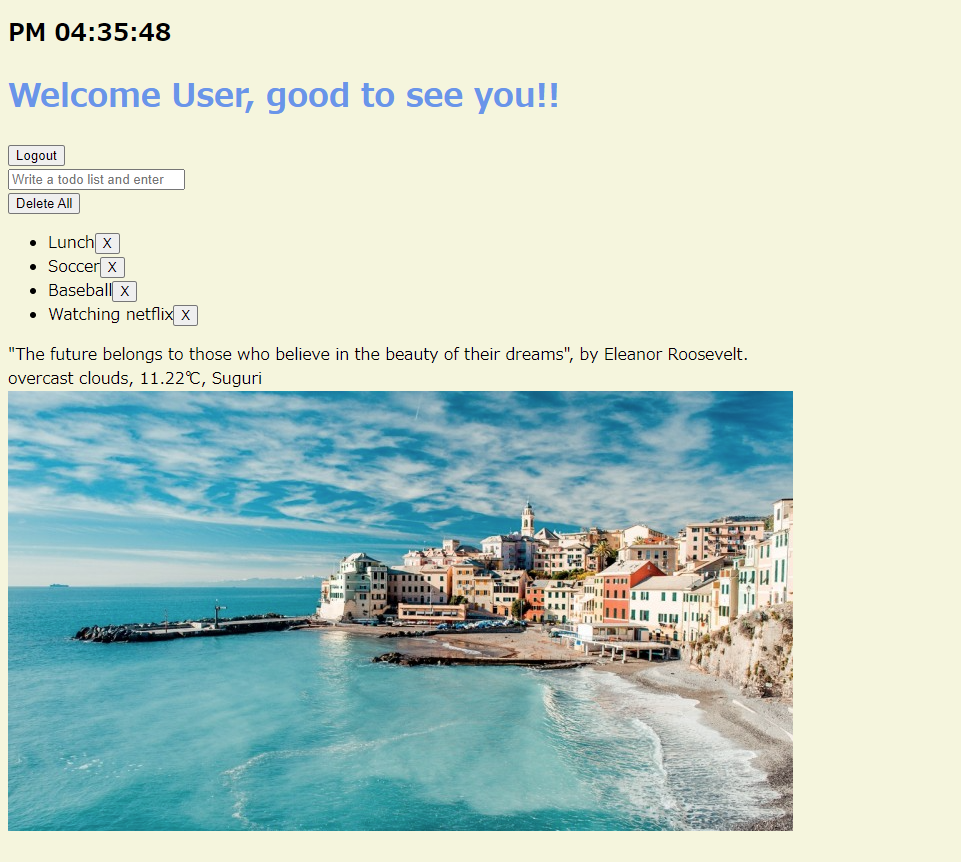 PM 04:35:48
Welcome User, good to see you!!
Logout
Write a todo list and enter
Delete All
Lunch X
Soccer X
Baseball X
Watching netflix X
"The future belongs to those who believe in the beauty of their dreams", by Eleanor Roosevelt.
overcast clouds, 11.22℃, Suguri